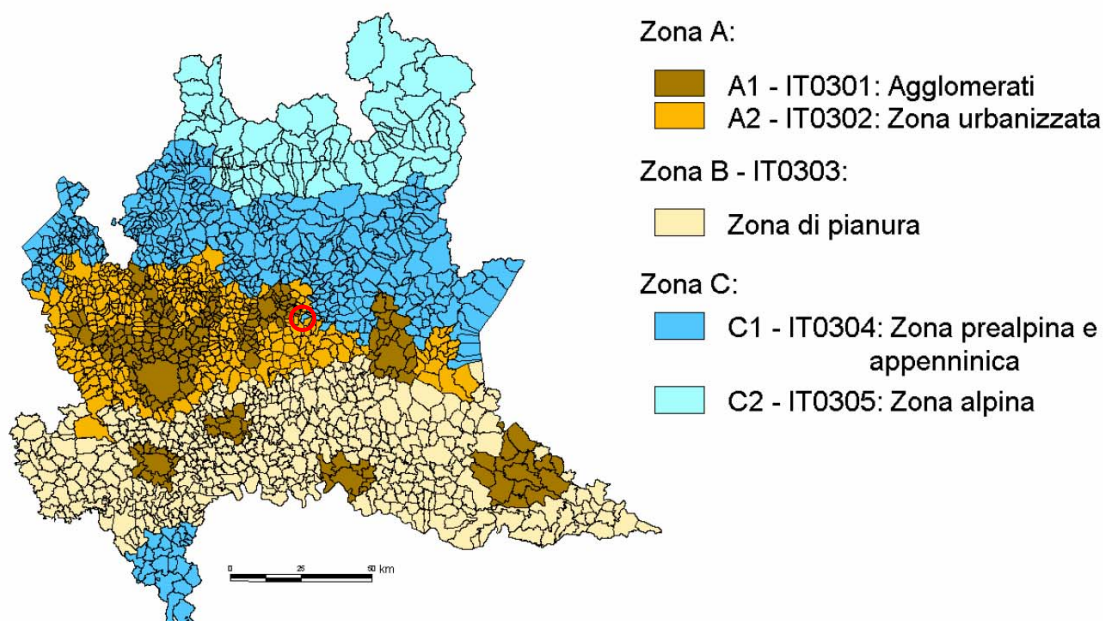 Zona A:
A1 - IT0301: Agglomerati
A2 - IT0302: Zona urbanizzata
Zona B - IT0303:
Zona di pianura
Zona C:
C1 - IT0304: Zona prealpina e
appenninica
C2 - IT0305: Zona alpina
0 25 50 km